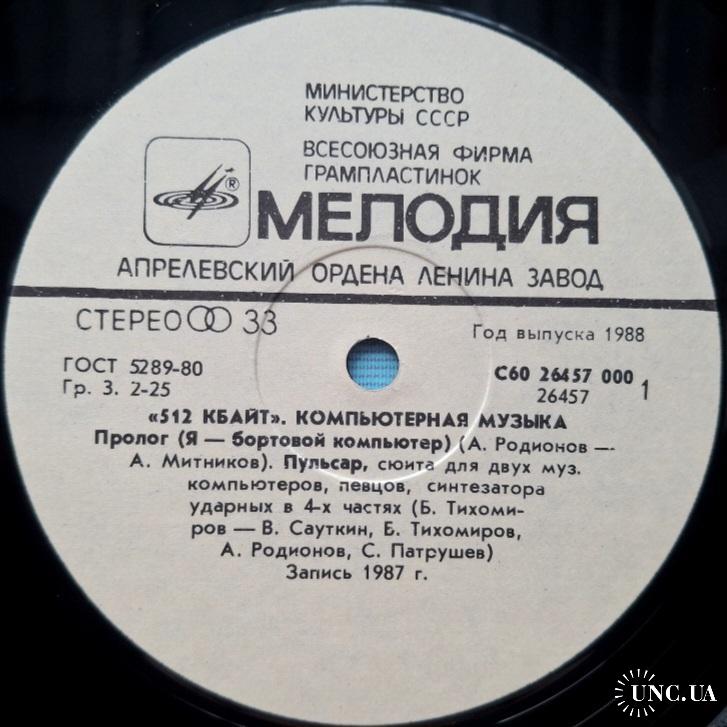 МИНИСТЕРСТВО
КУЛЬТУРЫ СССР
ВСЕСОЮЗНАЯ ФИРМА
ГРАМПЛАСТИНОК
®
МЕЛОДИЯ
АПРЕЛЕВСКИЙ ОРДЕНА ЛЕНИНА ЗАВОД
СТЕРЕО 33
Год выпуска 1988
ГОСТ 5289-80
Гр. 3. 2-25
С60 26457 000
26457
1
«512 КБАЙТ». КОМПЬЮТЕРНАЯ МУЗЫКА
Пролог (Я — бортовой компьютер) (А. Родионов —
А. Митников). Пульсар, сюита для двух муз.
компьютеров, певцов, синтезатора
ударных в 4-х частях (Б. Тихоми-
ров — В. Сауткин, Б. Тихомиров,
А. Родионов, С. Патрушев)
Запись 1987 г.
UNC.UA